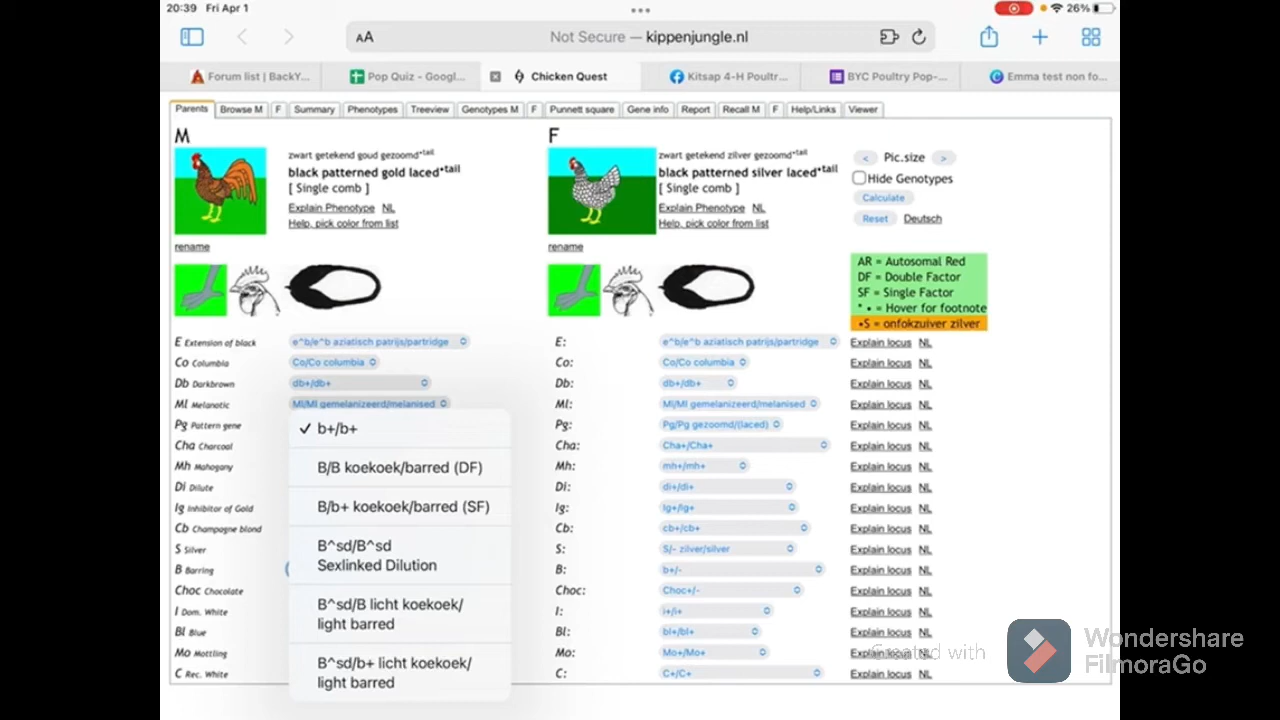 20:39 Fri Apr 1
26%
AA
Not Secure — kippenjungle.nl
Forum list | BackY...
Pop Quiz - Googl...
Chicken Quest
Kitsap 4-H Poultr...
BYC Poultry Pop-...
Emma test non fo...
Parents Browse M F Summary Phenotypes Treeview Genotypes M F Punnett square Gene info Report Recall M F Help/Links Viewer
M
zwart getekend goud gezoomd*tail
black patterned gold laced*tail
[ Single comb ]
Explain Phenotype NL
Help, pick color from list
rename
F
zwart getekend zilver gezoomd*tail
black patterned silver laced*tail
[ Single comb ]
Explain Phenotype NL
Help, pick color from list
rename
< Pic.size >
Hide Genotypes
Calculate
Reset Deutsch
AR = Autosomal Red
DF = Double Factor
SF = Single Factor
* • = Hover for footnote
•S = onfokzuiver zilver
E Extension of black e^b/e^b aziatisch patrijs/partridge E: e^b/e^b aziatisch patrijs/partridge Explain locus NL
Co Columbia Co/Co columbia Co: Co/Co columbia Explain locus NL
Db Darkbrown db+/db+ Db: db+/db+ Explain locus NL
Ml Melanotic Ml/Ml gemelanizeerd/melanised Ml: Ml/Ml gemelanizeerd/melanised Explain locus NL
Pg Pattern gene Pg: Pg/Pg gezoomd/(laced) Explain locus NL
Cha Charcoal Cha: Cha+/Cha+ Explain locus NL
Mh Mahogany Mh: mh+/mh+ Explain locus NL
Di Dilute Di: di+/di+ Explain locus NL
Ig Inhibitor of Gold Ig: Ig+/Ig+ Explain locus NL
Cb Champagne blond Cb: cb+/cb+ Explain locus NL
S Silver S: S/- zilver/silver Explain locus NL
B Barring B: b+/- Explain locus NL
Choc Chocolate Choc: Choc+/- Explain locus NL
I Dom. White I: i+/i+ Explain locus NL
Bl Blue Bl: bl+/bl+ Explain locus NL
Mo Mottling Mo: Mo+/Mo+ Explain locus NL
C Rec. White C: C+/C+ Explain locus NL
✓ b+/b+
B/B koekoek/barred (DF)
B/b+ koekoek/barred (SF)
B^sd/B^sd
Sexlinked Dilution
B^sd/B licht koekoek/
light barred
B^sd/b+ licht koekoek/
light barred
Created with
Wondershare
FilmoraGo